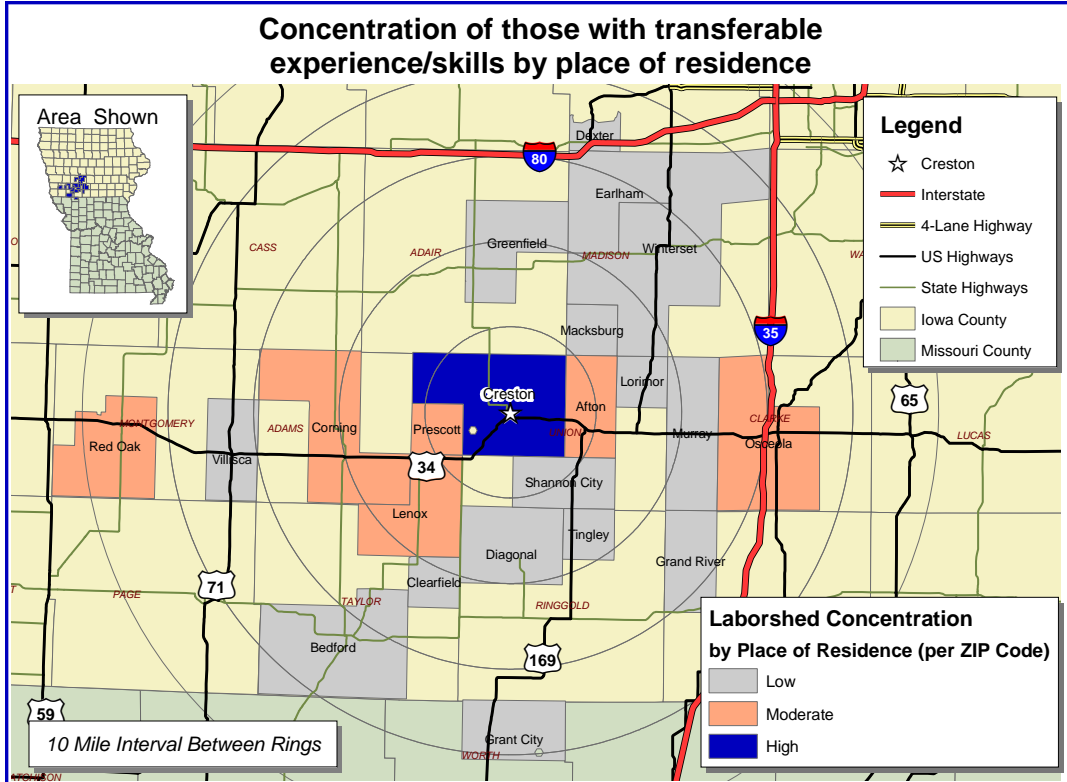 Concentration of those with transferable
experience/skills by place of residence
Area Shown
Legend
Creston
Interstate
4-Lane Highway
US Highways
State Highways
Iowa County
Missouri County
Dexter
80
Earlham
CASS
ADAIR
Greenfield
MADISON
Winterset
WA
O
Macksburg
35
Lorimor
65
Creston
Afton
CLARKE
MONTGOMERY
ADAMS
Corning
Prescott
UNION
Murray
LUCAS
Red Oak
Osceola
Villisca
34
Shannon City
Lenox
Tingley
Diagonal
Grand River
Clearfield
71
T
PAGE
TAYLOR
RINGGOLD
Bedford
169
Laborshed Concentration
by Place of Residence (per ZIP Code)
Low
Moderate
High
59
10 Mile Interval Between Rings
Grant City
WORTH
ATCHISON